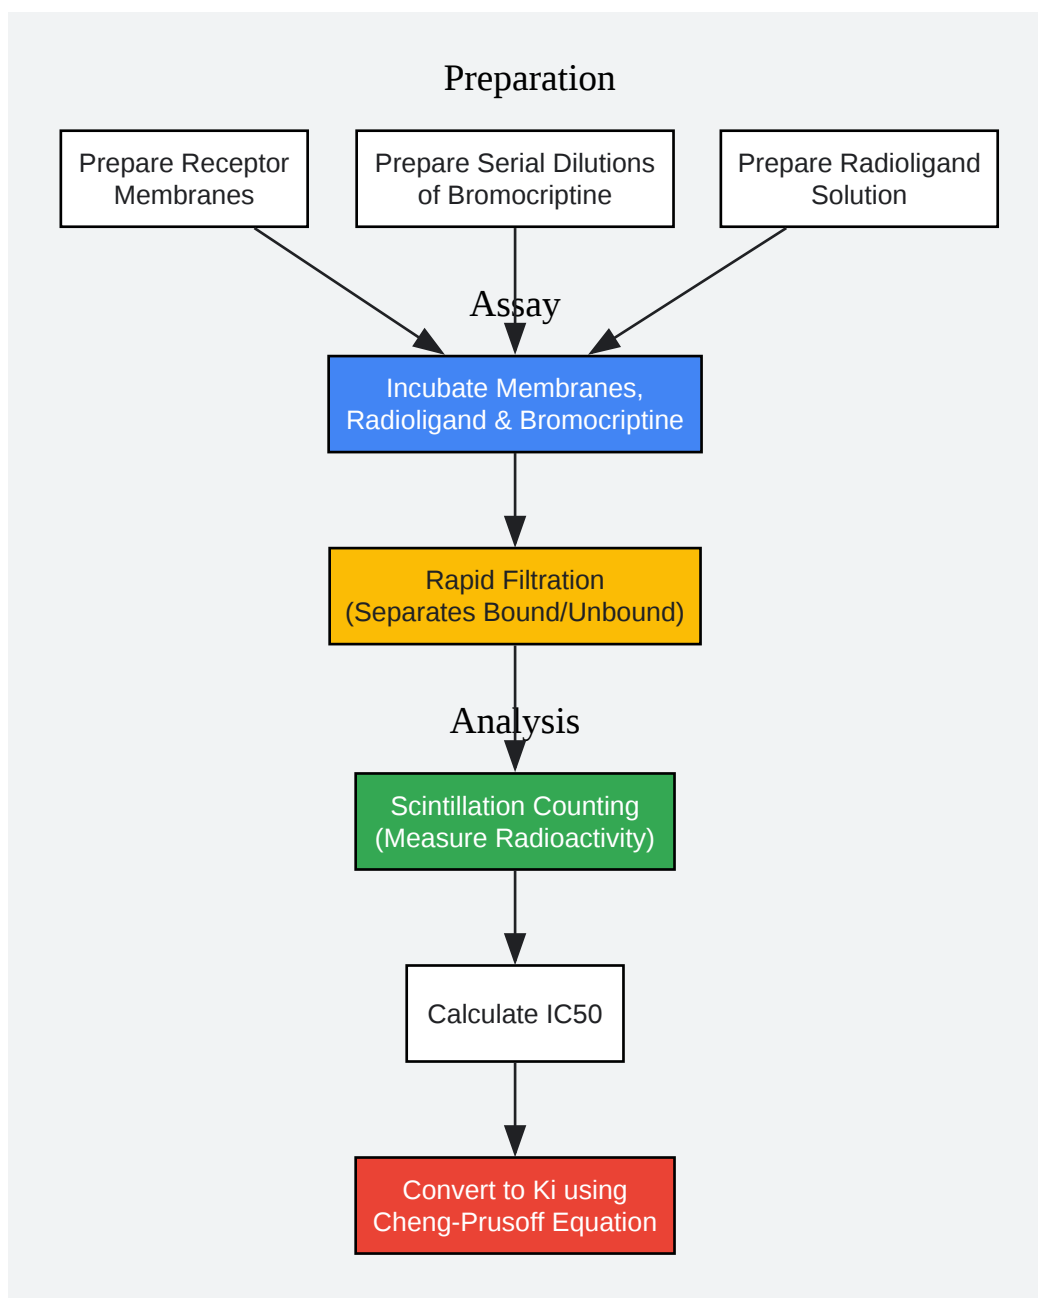 Preparation
Prepare Receptor
Membranes
Prepare Serial Dilutions
of Bromocriptine
Prepare Radioligand
Solution
Assay
Incubate Membranes,
Radioligand & Bromocriptine
Rapid Filtration
(Separates Bound/Unbound)
Analysis
Scintillation Counting
(Measure Radioactivity)
Calculate IC50
Convert to Ki using
Cheng-Prusoff Equation